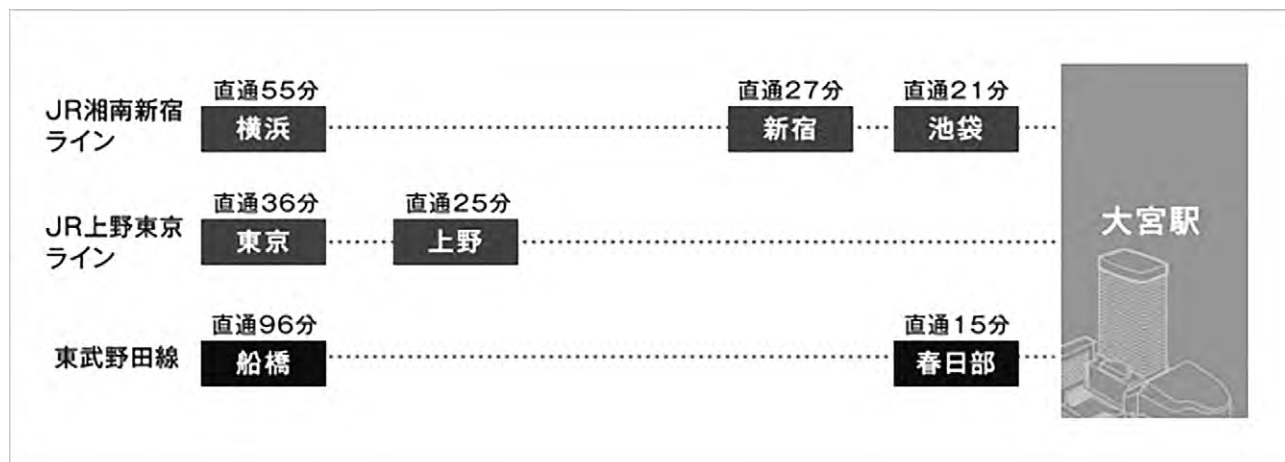 JR湘南新宿
ライン
直通55分
横浜
直通27分
新宿
直通21分
池袋
JR上野東京
ライン
直通36分
東京
直通25分
上野
東武野田線
直通96分
船橋
直通15分
春日部
大宮駅